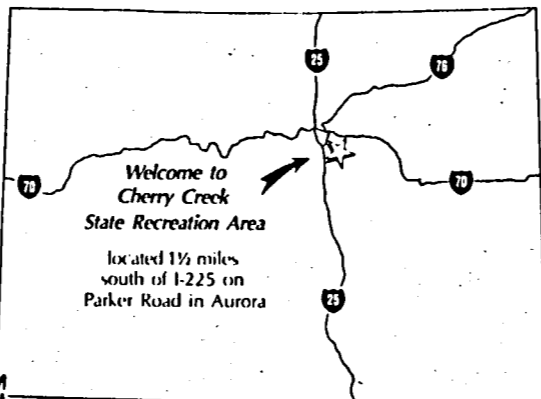 25
76
70
Welcome to
Cherry Creek
State Recreation Area
70
located 1½ miles
south of I-225 on
Parker Road in Aurora
25